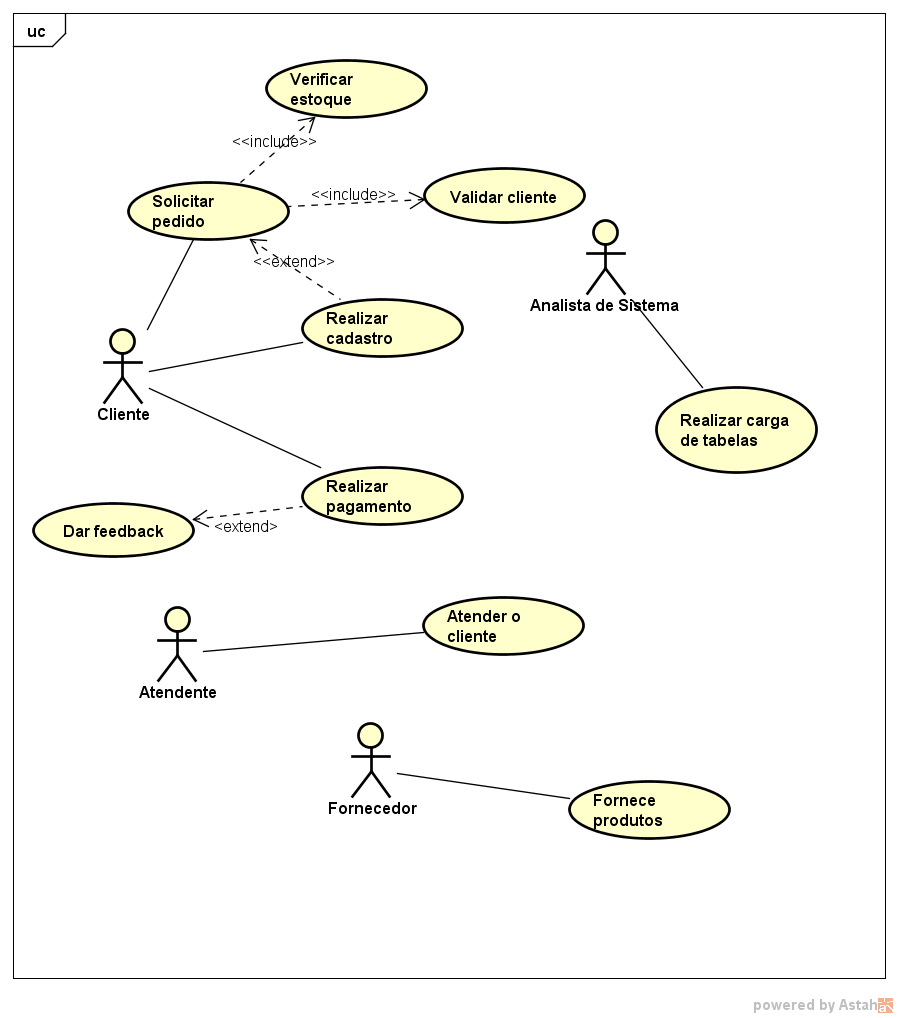 uc
Verificar
estoque
<<include>>
Solicitar
pedido
<<include>>
Validar cliente
<<extend>>
Analista de Sistema
Realizar
cadastro
Cliente
Realizar carga
de tabelas
Realizar
pagamento
Dar feedback
<extend>
Atender o
cliente
Atendente
Fornecedor
Fornece
produtos
powered by Astah